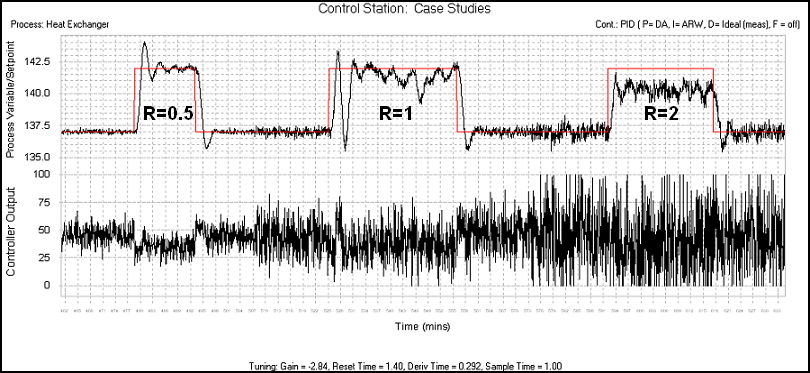 Control Station: Case Studies
Process: Heat Exchanger
Cont.: PID ( P= DA, I= ARW, D= Ideal (meas), F = off)
Process Variable/Setpoint
142.5
140.0
137.5
135.0
R=0.5
R=1
R=2
Controller Output
100
75
50
25
0
Time (mins)
Tuning: Gain = -2.84, Reset Time = 1.40, Deriv Time = 0.292, Sample Time = 1.00